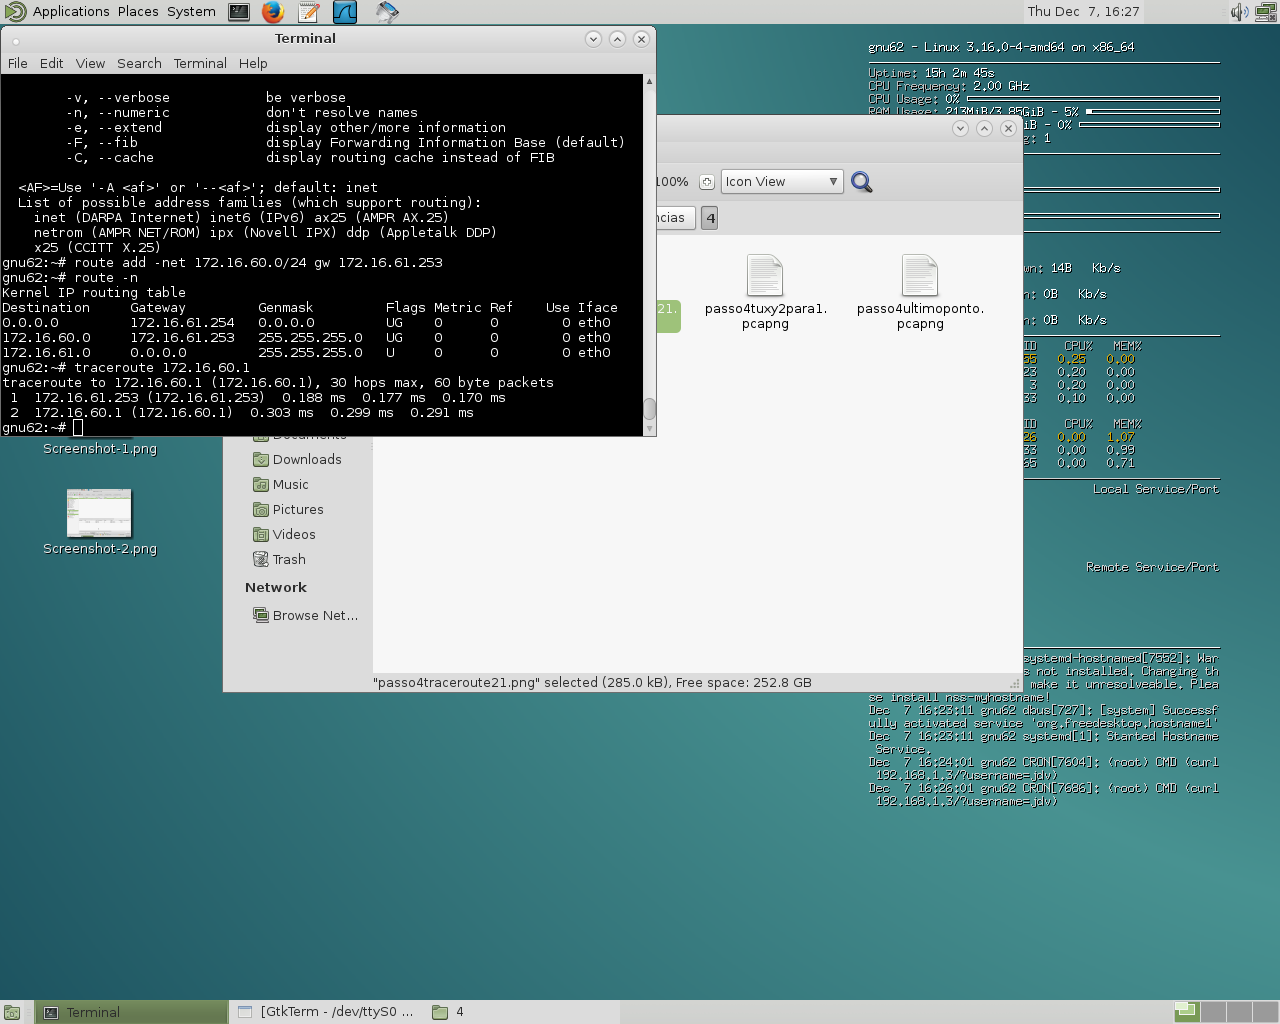 Applications Places System
Thu Dec  7, 16:27
Terminal
File Edit View Search Terminal Help
-v, --verbose            be verbose
-n, --numeric            don't resolve names
-e, --extend             display other/more information
-F, --fib                display Forwarding Information Base (default)
-C, --cache              display routing cache instead of FIB
<AF>=Use '-A <af>' or '--<af>'; default: inet
List of possible address families (which support routing):
inet (DARPA Internet) inet6 (IPv6) ax25 (AMPR AX.25)
netrom (AMPR NET/ROM) ipx (Novell IPX) ddp (Appletalk DDP)
x25 (CCITT X.25)
gnu62:~# route add -net 172.16.60.0/24 gw 172.16.61.253
gnu62:~# route -n
Kernel IP routing table
Destination     Gateway         Genmask         Flags Metric Ref    Use Iface
0.0.0.0         172.16.61.254   0.0.0.0         UG    0      0        0 eth0
172.16.60.0     172.16.61.253   255.255.255.0   UG    0      0        0 eth0
172.16.61.0     0.0.0.0         255.255.255.0   U     0      0        0 eth0
gnu62:~# traceroute 172.16.60.1
traceroute to 172.16.60.1 (172.16.60.1), 30 hops max, 60 byte packets
1  172.16.61.253 (172.16.61.253)  0.188 ms  0.177 ms  0.170 ms
2  172.16.60.1 (172.16.60.1)  0.303 ms  0.299 ms  0.291 ms
gnu62:~#
gnu62 - Linux 3.16.0-4-amd64 on x86_64
Uptime: 15h 2m 45s
CPU Frequency: 2.00 GHz
CPU Usage: 0%
RAM Usage: 213MiB/3.85GiB - 5%
iB - 0%
g: 1
100% Icon View
ncias 4
21.
passo4tuxy2para1.
pcapng
passo4ultimoponto.
pcapng
wn: 14B   Kb/s
n: 0B   Kb/s
n: 0B   Kb/s
ID    CPU%   MEM%
65   0.25   0.00
23   0.20   0.00
3   0.20   0.00
33   0.10   0.00
ID    CPU%   MEM%
26   0.00   1.07
33   0.00   0.99
65   0.00   0.71
Local Service/Port
Remote Service/Port
Screenshot-1.png
Screenshot-2.png
Documents
Downloads
Music
Pictures
Videos
Trash
Network
Browse Net...
"passo4traceroute21.png" selected (285.0 kB), Free space: 252.8 GB
systemd-hostnamed[7552]: War
s not installed. Changing th
make it unresolveable. Plea
se install nss-myhostname!
Dec  7 16:23:11 gnu62 dbus[727]: [system] Successf
ully activated service 'org.freedesktop.hostname1'
Dec  7 16:23:11 gnu62 systemd[1]: Started Hostname
Service.
Dec  7 16:24:01 gnu62 CRON[7604]: (root) CMD (curl
192.168.1.3/?username=jdv)
Dec  7 16:26:01 gnu62 CRON[7686]: (root) CMD (curl
192.168.1.3/?username=jdv)
Terminal
[GtkTerm - /dev/ttyS0 ...
4